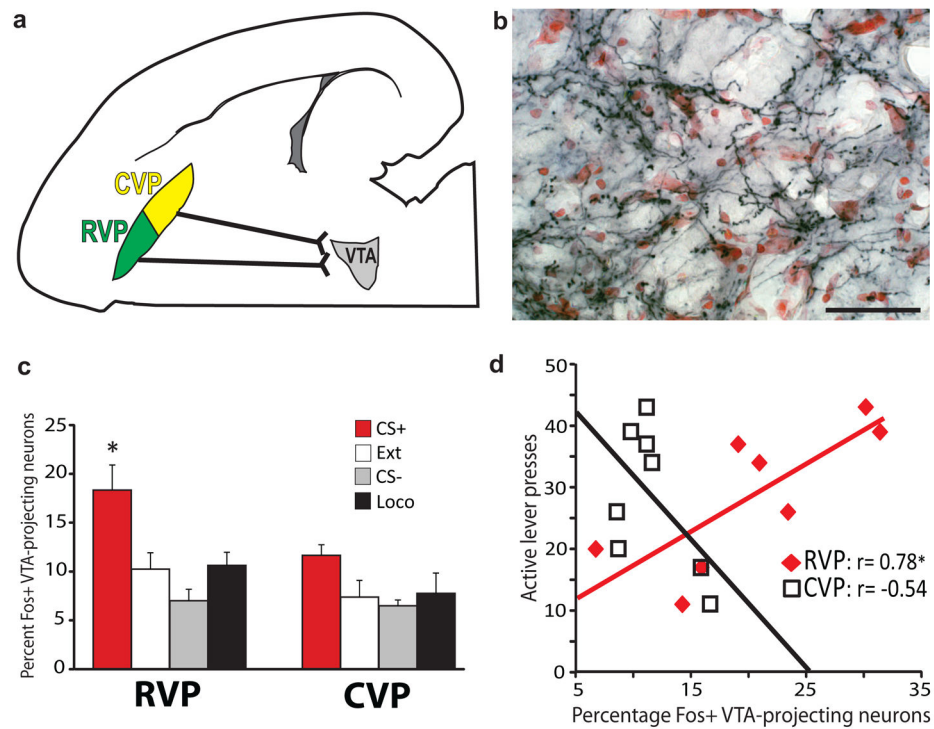 a
CVP
RVP
VTA
b
c
Percent Fos+ VTA-projecting neurons
25
20
15
10
5
0
*
CS+
Ext
CS-
Loco
RVP
CVP
d
Active lever presses
50
40
30
20
10
0
RVP: r= 0.78*
CVP: r= -0.54
5
15
25
35
Percentage Fos+ VTA-projecting neurons